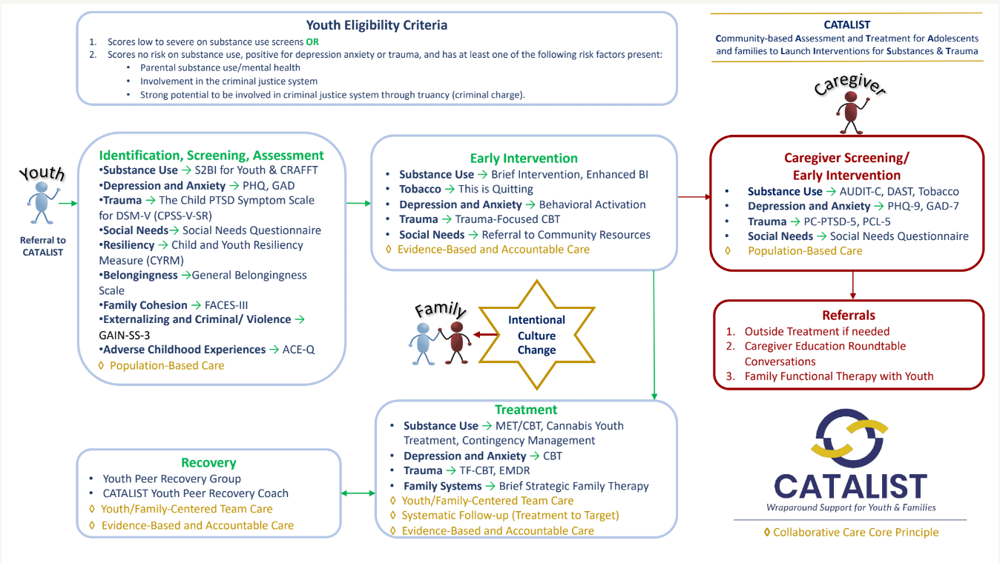 Youth Eligibility Criteria
1. Scores low to severe on substance use screens OR
2. Scores no risk on substance use, positive for depression anxiety or trauma, and has at least one of the following risk factors present:
• Parental substance use/mental health
• Involvement in the criminal justice system
• Strong potential to be involved in criminal justice system through truancy (criminal charge).
CATALIST
Community-based Assessment and Treatment for Adolescents
and families to Launch Interventions for Substances & Trauma
Youth
Referral to
CATALIST
Identification, Screening, Assessment
•Substance Use → S2BI for Youth & CRAFFT
•Depression and Anxiety → PHQ, GAD
•Trauma → The Child PTSD Symptom Scale
for DSM-V (CPSS-V-SR)
•Social Needs→ Social Needs Questionnaire
•Resiliency → Child and Youth Resiliency
Measure (CYRM)
•Belongingness →General Belongingness
Scale
•Family Cohesion → FACES-III
•Externalizing and Criminal/ Violence →
GAIN-SS-3
•Adverse Childhood Experiences → ACE-Q
◊ Population-Based Care
Early Intervention
• Substance Use → Brief Intervention, Enhanced BI
• Tobacco → This is Quitting
• Depression and Anxiety → Behavioral Activation
• Trauma → Trauma-Focused CBT
• Social Needs → Referral to Community Resources
◊ Evidence-Based and Accountable Care
Caregiver
Caregiver Screening/
Early Intervention
• Substance Use → AUDIT-C, DAST, Tobacco
• Depression and Anxiety → PHQ-9, GAD-7
• Trauma → PC-PTSD-5, PCL-5
• Social Needs → Social Needs Questionnaire
◊ Population-Based Care
Family
Intentional
Culture
Change
Referrals
1. Outside Treatment if needed
2. Caregiver Education Roundtable
Conversations
3. Family Functional Therapy with Youth
Treatment
• Substance Use → MET/CBT, Cannabis Youth
Treatment, Contingency Management
• Depression and Anxiety → CBT
• Trauma → TF-CBT, EMDR
• Family Systems → Brief Strategic Family Therapy
◊ Youth/Family-Centered Team Care
◊ Systematic Follow-up (Treatment to Target)
◊ Evidence-Based and Accountable Care
Recovery
• Youth Peer Recovery Group
• CATALIST Youth Peer Recovery Coach
◊ Youth/Family-Centered Team Care
◊ Evidence-Based and Accountable Care
CATALIST
Wraparound Support for Youth & Families
◊ Collaborative Care Core Principle